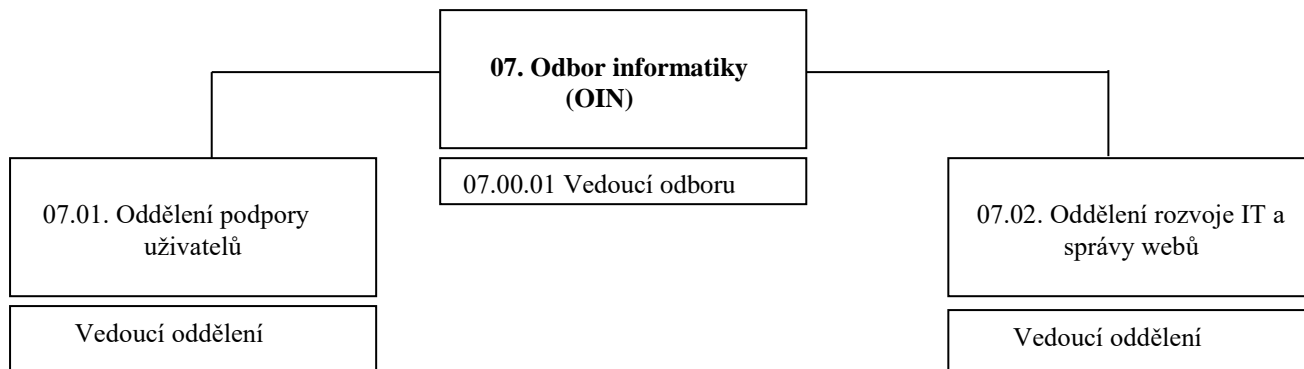 07. Odbor informatiky
(OIN)
07.00.01 Vedoucí odboru
07.01. Oddělení podpory
uživatelů
Vedoucí oddělení
07.02. Oddělení rozvoje IT a
správy webů
Vedoucí oddělení